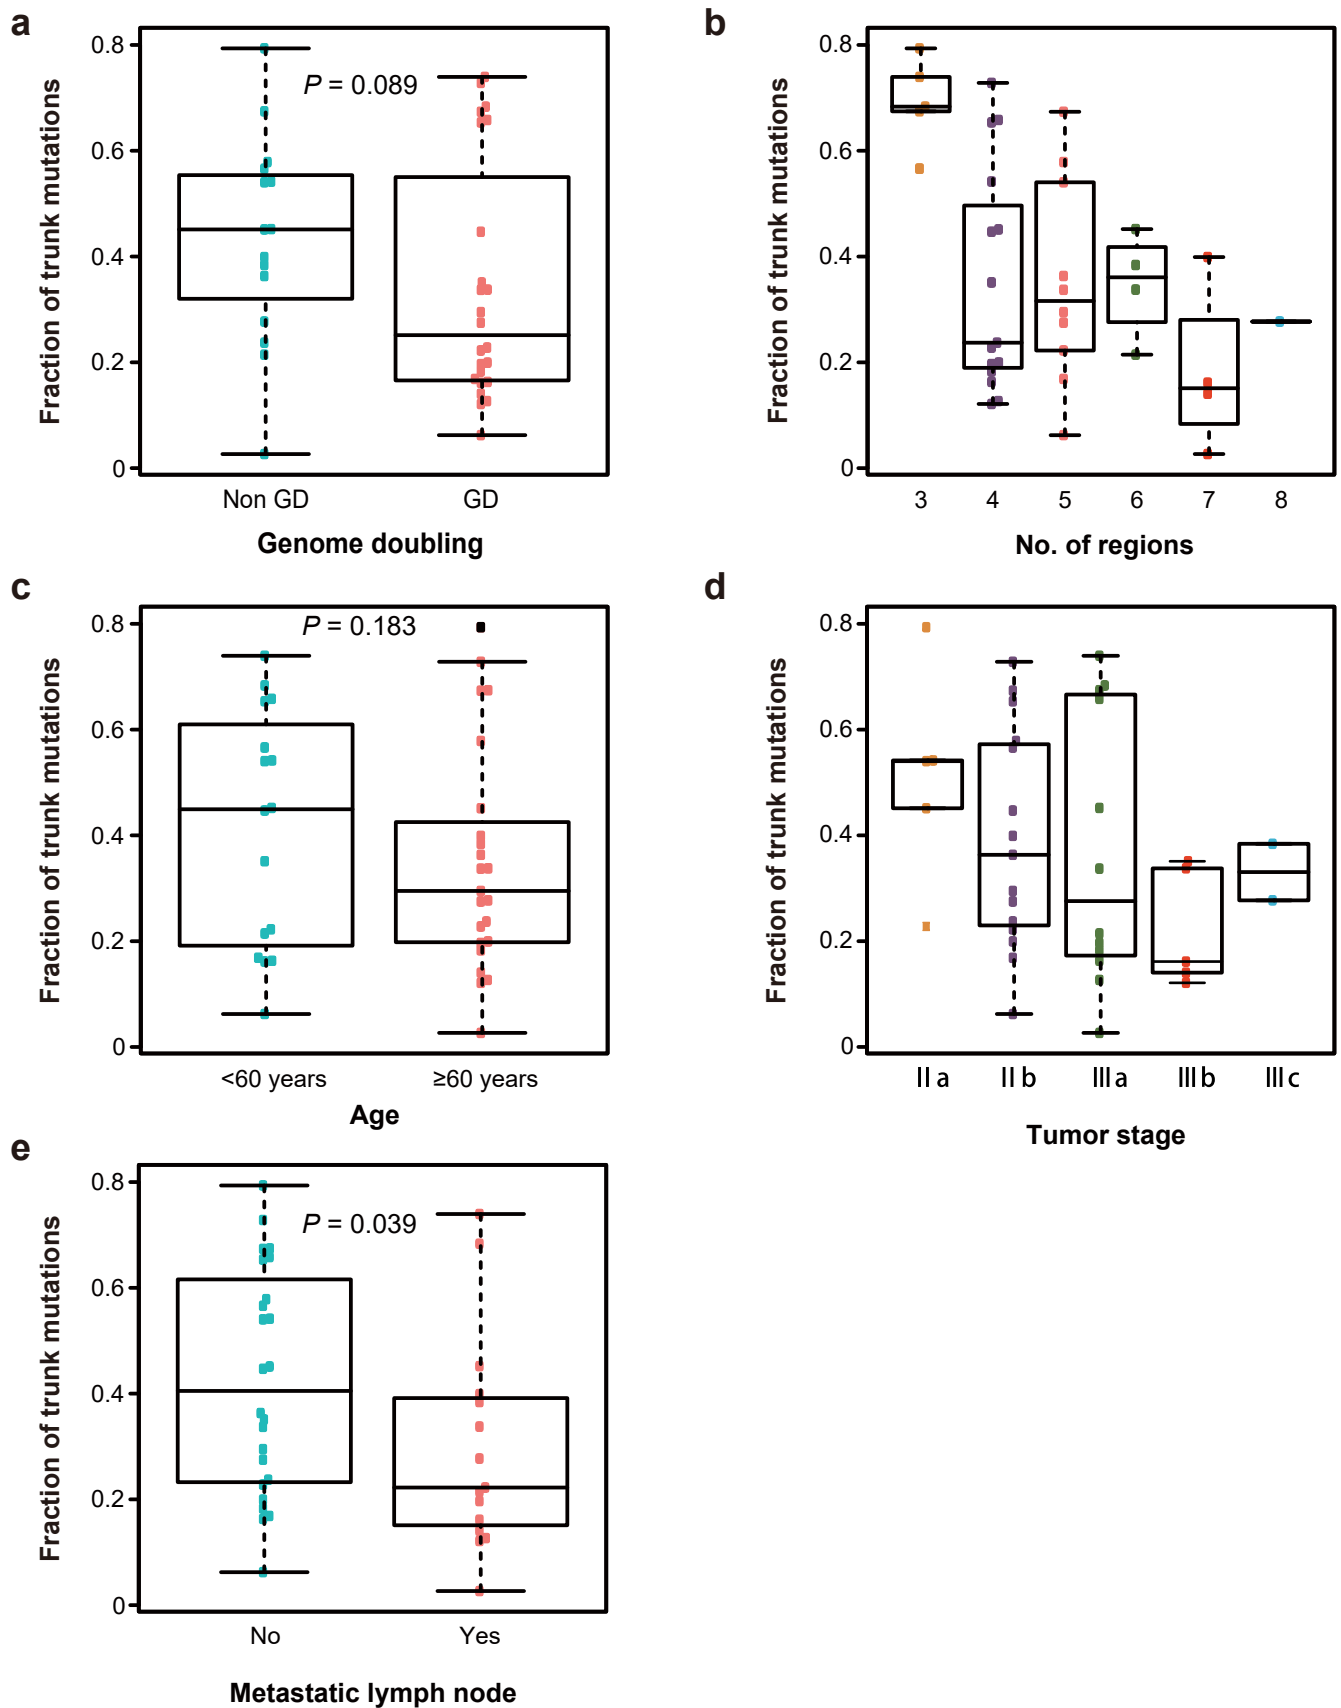 a
Fraction of trunk mutations
0.8
0.6
0.4
0.2
0
P = 0.089
Non GD GD
Genome doubling
b
Fraction of trunk mutations
0.8
0.6
0.4
0.2
0
3 4 5 6 7 8
No. of regions
c
Fraction of trunk mutations
0.8
0.6
0.4
0.2
0
P = 0.183
<60 years ≥60 years
Age
d
Fraction of trunk mutations
0.8
0.6
0.4
0.2
0
IIa IIb IIIa IIIb IIIc
Tumor stage
e
Fraction of trunk mutations
0.8
0.6
0.4
0.2
0
P = 0.039
No Yes
Metastatic lymph node